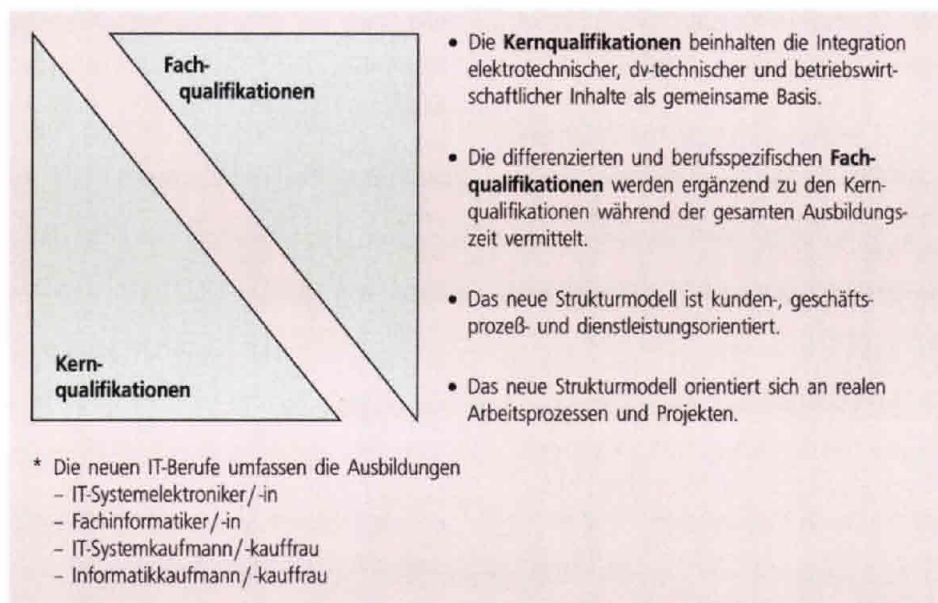 Fach-
qualifikationen
Kern-
qualifikationen
• Die Kernqualifikationen beinhalten die Integration
elektrotechnischer, dv-technischer und betriebswirt-
schaftlicher Inhalte als gemeinsame Basis.
• Die differenzierten und berufsspezifischen Fach-
qualifikationen werden ergänzend zu den Kern-
qualifikationen während der gesamten Ausbildungs-
zeit vermittelt.
• Das neue Strukturmodell ist kunden-, geschäfts-
prozeß- und dienstleistungsorientiert.
• Das neue Strukturmodell orientiert sich an realen
Arbeitsprozessen und Projekten.
* Die neuen IT-Berufe umfassen die Ausbildungen
– IT-Systemelektroniker/-in
– Fachinformatiker/-in
– IT-Systemkaufmann/-kauffrau
– Informatikkaufmann/-kauffrau